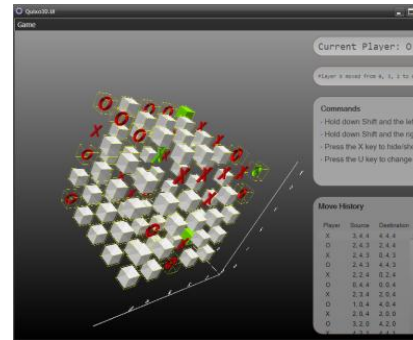 Quixo3D UI
Game
Current Player: O
Commands
- Hold down Shift and the lef
- Hold down Shift and the rig
- Press the X key to hide/sho
- Press the U key to change
Move History
Player Source Destination
X 3, 4, 4 4, 4, 4
O 2, 4, 3 2, 4, 4
X 2, 4, 3 0, 4, 3
O 2, 4, 3 4, 4, 3
X 2, 2, 4 0, 2, 4
O 0, 4, 4 0, 0, 4
X 2, 3, 4 2, 0, 4
O 1, 0, 4 4, 0, 4
X 2, 0, 4 2, 0, 0
O 3, 2, 0 4, 2, 0